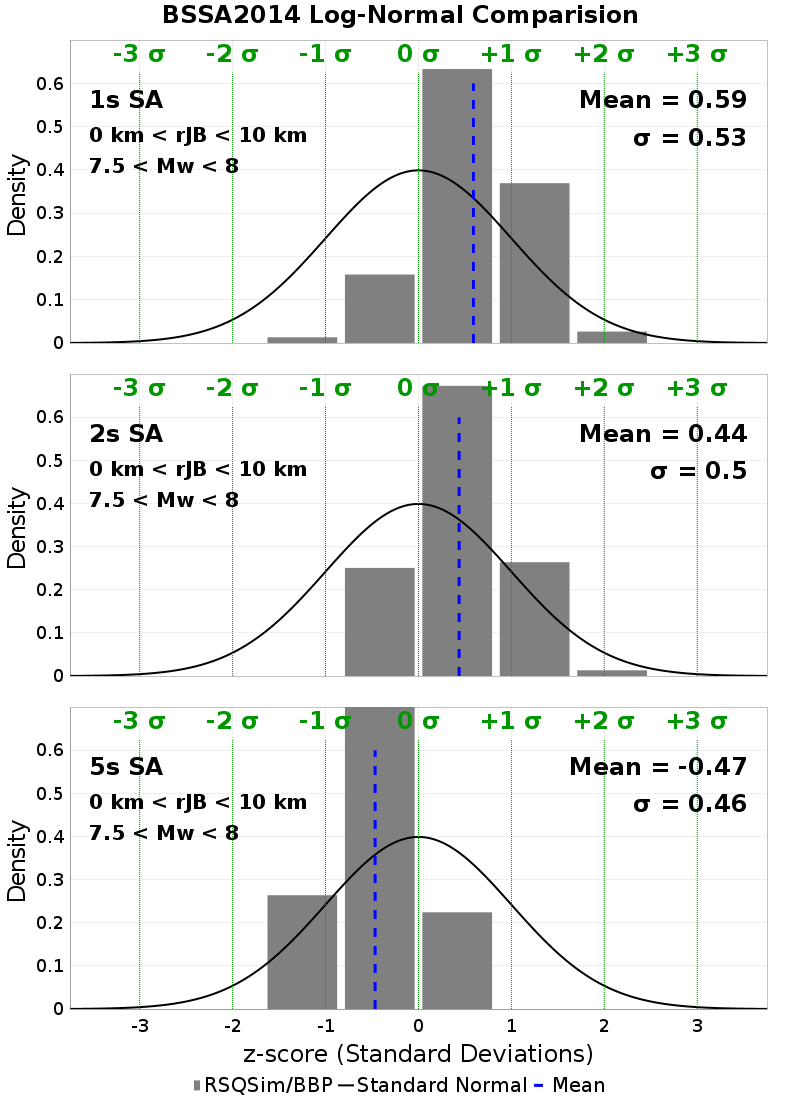 BSSA2014 Log-Normal Comparision
-3 σ -2 σ -1 σ 0 σ +1 σ +2 σ +3 σ
1s SA
Mean = 0.59
0 km < rJB < 10 km
σ = 0.53
7.5 < Mw < 8
Density
0.6
0.5
0.4
0.3
0.2
0.1
0
-3 σ -2 σ -1 σ 0 σ +1 σ +2 σ +3 σ
2s SA
Mean = 0.44
0 km < rJB < 10 km
σ = 0.5
7.5 < Mw < 8
Density
0.6
0.5
0.4
0.3
0.2
0.1
0
-3 σ -2 σ -1 σ 0 σ +1 σ +2 σ +3 σ
5s SA
Mean = -0.47
0 km < rJB < 10 km
σ = 0.46
7.5 < Mw < 8
Density
0.6
0.5
0.4
0.3
0.2
0.1
0
-3 -2 -1 0 1 2 3
z-score (Standard Deviations)
RSQSim/BBP Standard Normal Mean